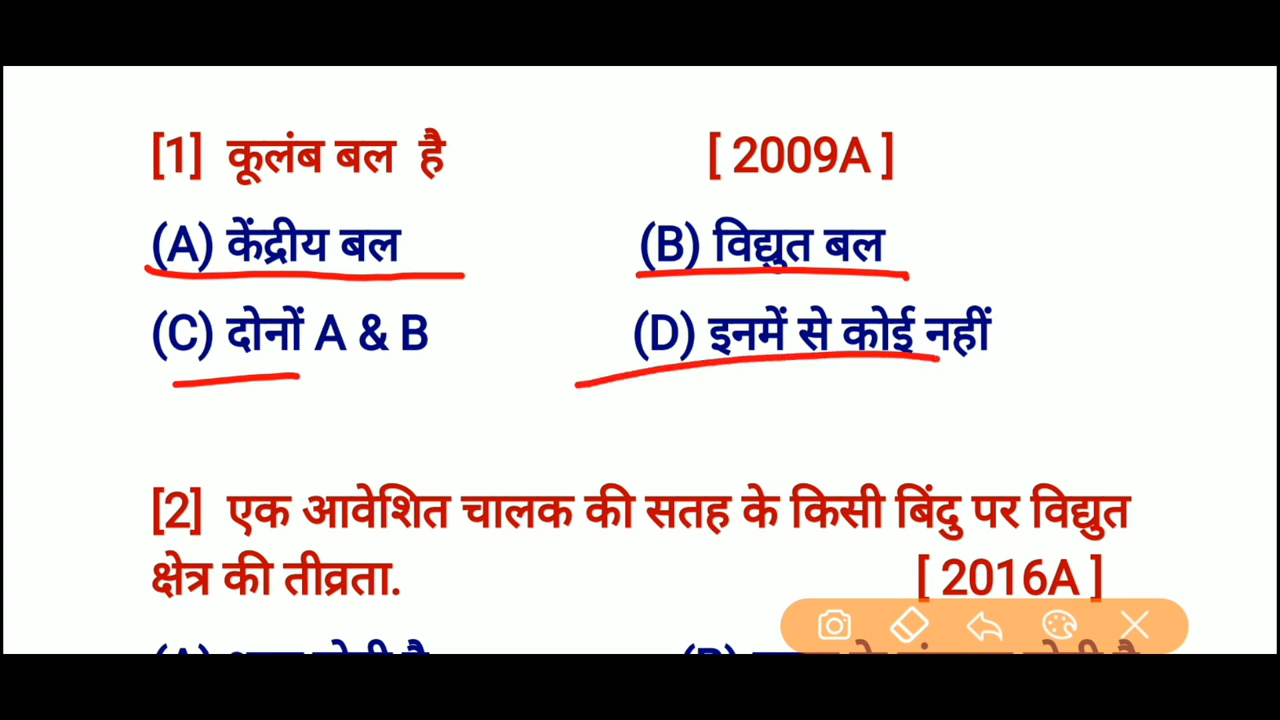 [1] कूलंब बल है [ 2009A ]
(A) केंद्रीय बल (B) विद्युत बल
(C) दोनों A & B (D) इनमें से कोई नहीं
[2] एक आवेशित चालक की सतह के किसी बिंदु पर विद्युत
क्षेत्र की तीव्रता. [ 2016A ]